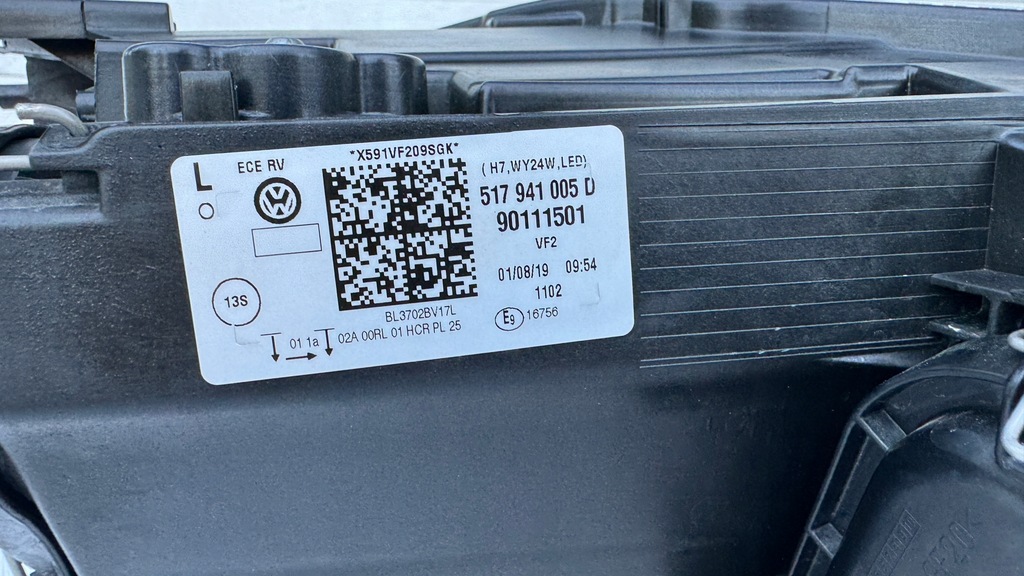 L
ECE RV
*X591VF209SGK*
(H7,WY24W,LED)
517 941 005 D
90111501
VF2
01/08/19 09:54
1102
E9 16756
13S
BL3702BV17L
01 1a 02A 00RL 01 HCR PL 25